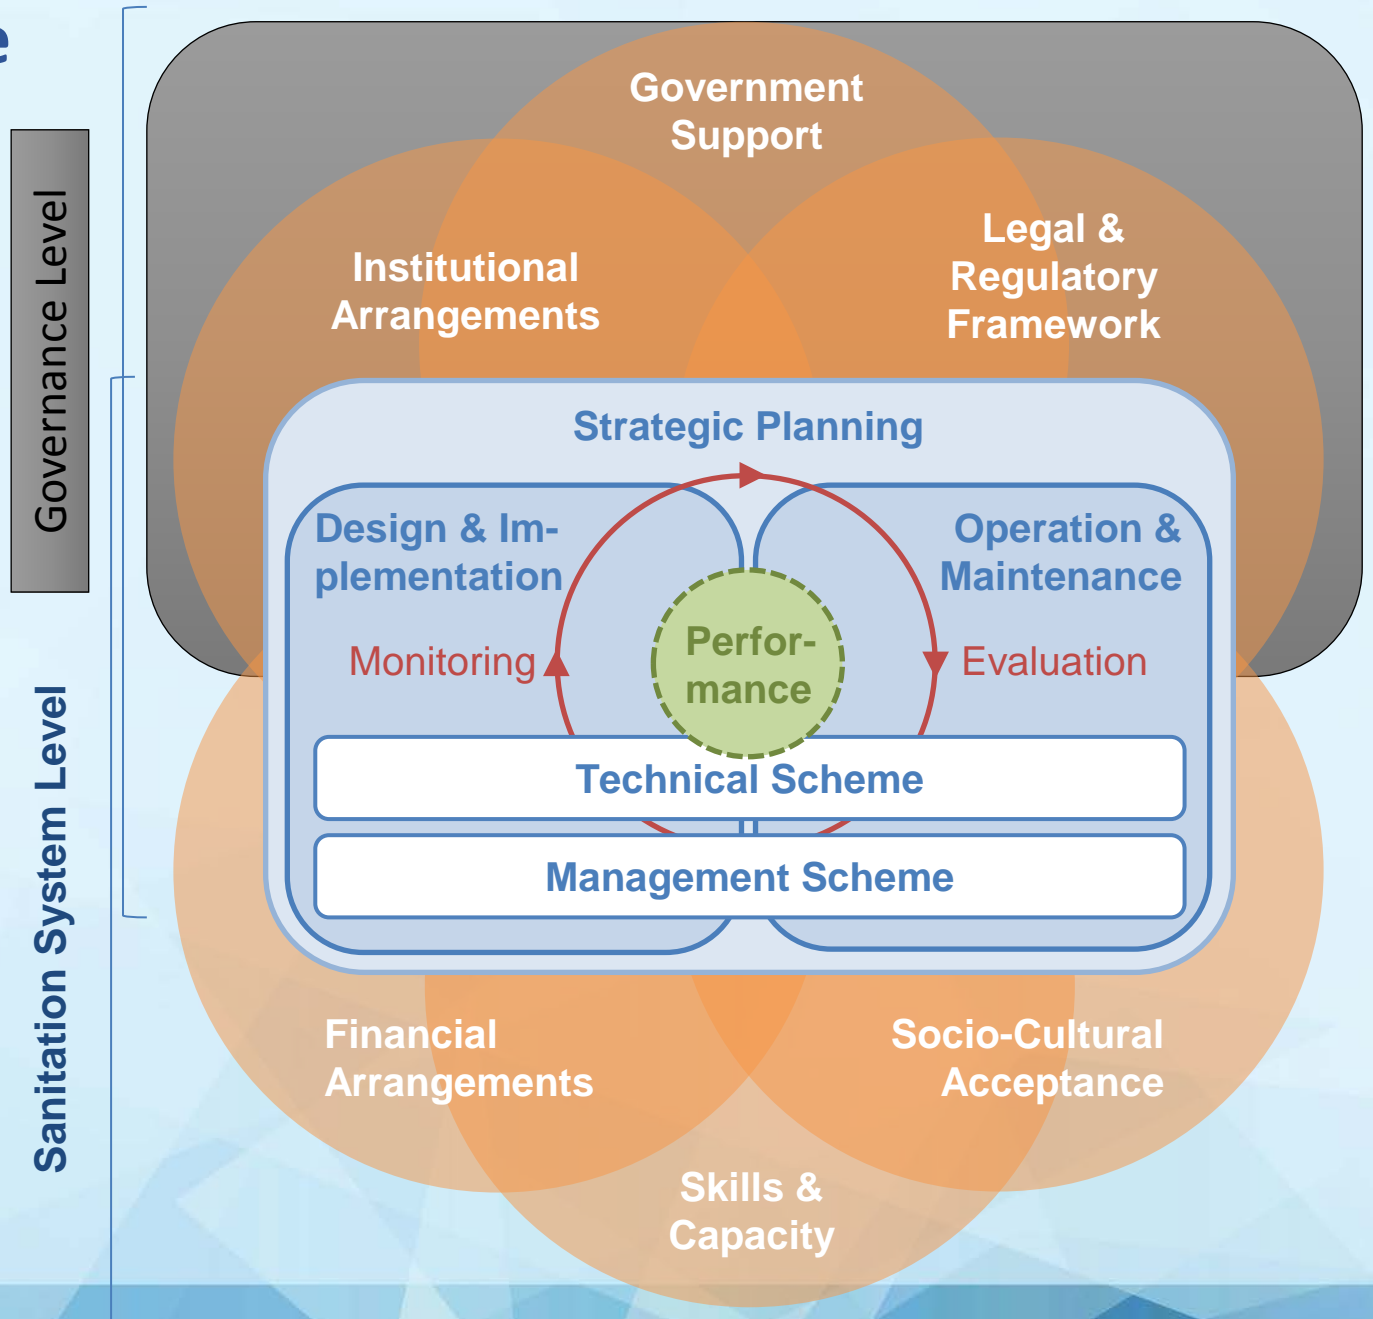 e
Government
Support
Legal &
Regulatory
Framework
Institutional
Arrangements
Governance Level
Strategic Planning
Design & Im-
plementation
Operation &
Maintenance
Perfor-
mance
Monitoring
Evaluation
Technical Scheme
Management Scheme
Sanitation System Level
Financial
Arrangements
Socio-Cultural
Acceptance
Skills &
Capacity